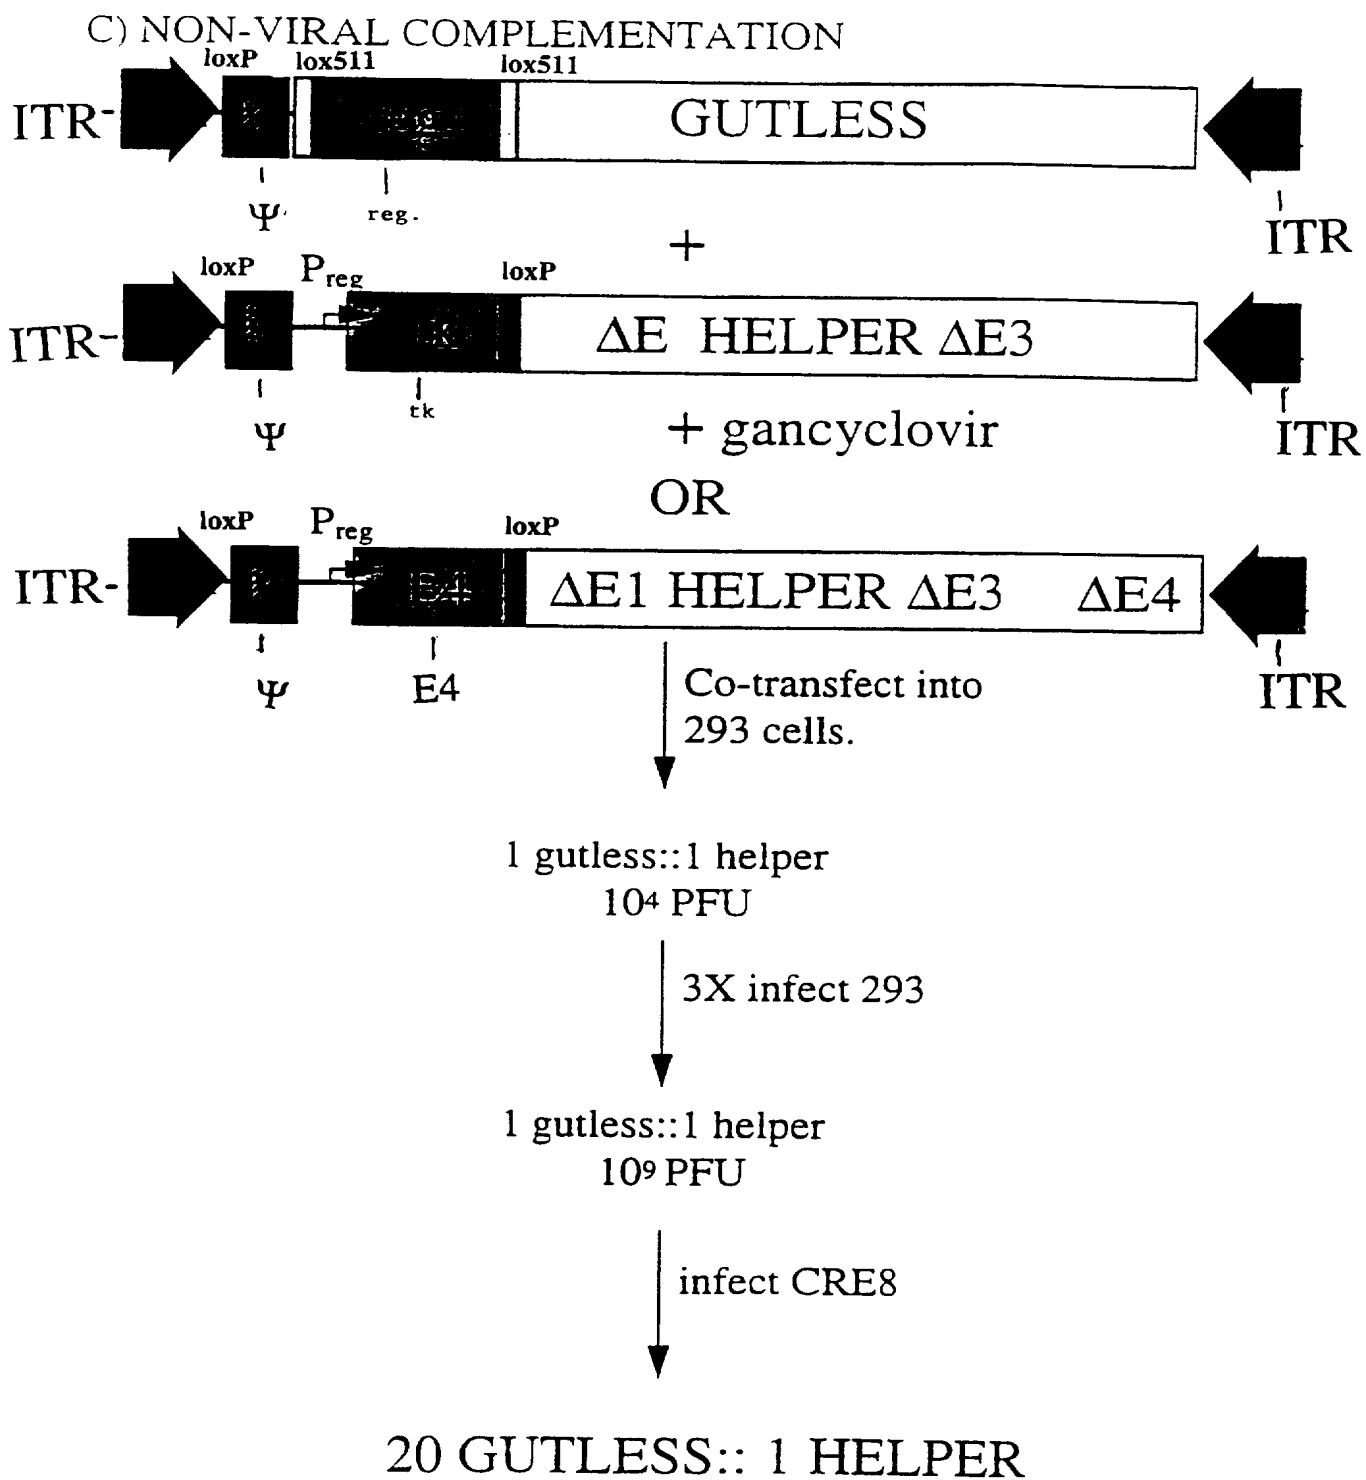 C) NON-VIRAL COMPLEMENTATION
loxP lox511 lox511
ITR- GUTLESS
Ψ reg. ITR
+
loxP Preg loxP
ITR- ΔE HELPER ΔE3
Ψ tk ITR
+ gancyclovir
OR
loxP Preg loxP
ITR- E4 ΔE1 HELPER ΔE3 ΔE4
Ψ E4 ITR
Co-transfect into
293 cells.
1 gutless::1 helper
10⁴ PFU
3X infect 293
1 gutless::1 helper
10⁹ PFU
infect CRE8
20 GUTLESS:: 1 HELPER